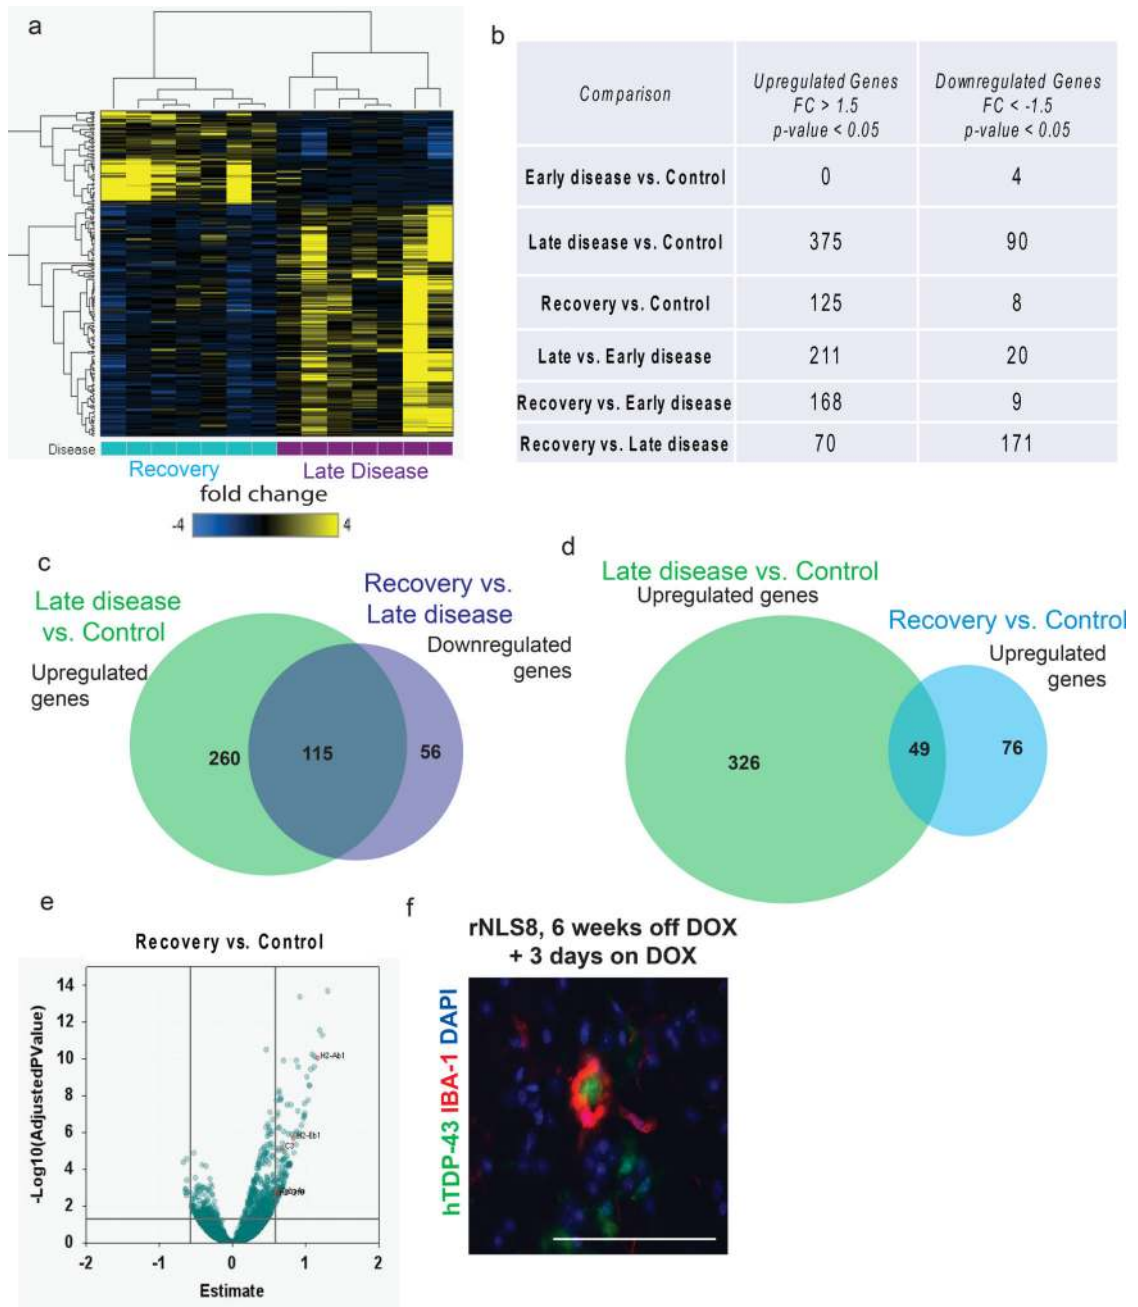 a
Disease
Recovery
Late Disease
fold change
-4
4
b
Comparison
Upregulated Genes
FC > 1.5
p-value < 0.05
Downregulated Genes
FC < -1.5
p-value < 0.05
Early disease vs. Control
0
4
Late disease vs. Control
375
90
Recovery vs. Control
125
8
Late vs. Early disease
211
20
Recovery vs. Early disease
168
9
Recovery vs. Late disease
70
171
c
Late disease
vs. Control
Upregulated
genes
Recovery vs.
Late disease
Downregulated
genes
260
115
56
d
Late disease vs. Control
Upregulated genes
Recovery vs. Control
Upregulated
genes
326
49
76
e
Recovery vs. Control
-Log10(AdjustedPValue)
14
12
10
8
6
4
2
0
H2-Ab1
H2-Eb1
C3
-2
-1
0
1
2
Estimate
f
rNLS8, 6 weeks off DOX
+ 3 days on DOX
hTDP-43 IBA-1 DAPI